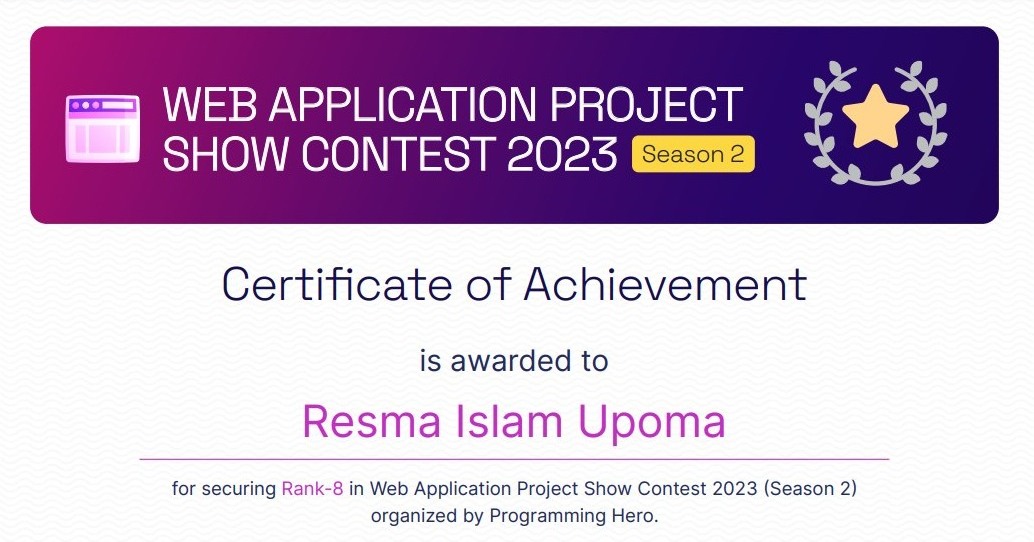 WEB APPLICATION PROJECT
SHOW CONTEST 2023 Season 2
Certificate of Achievement
is awarded to
Resma Islam Upoma
for securing Rank-8 in Web Application Project Show Contest 2023 (Season 2)
organized by Programming Hero.